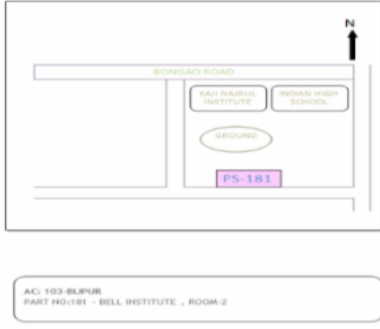 N
BONGAO ROAD
KAJI NAJRUL
INSTITUTE
INDIAN HIGH
SCHOOL
GROUND
PS-181
AC: 103-BIJPUR
PART NO:181 - BELL INSTITUTE , ROOM-2